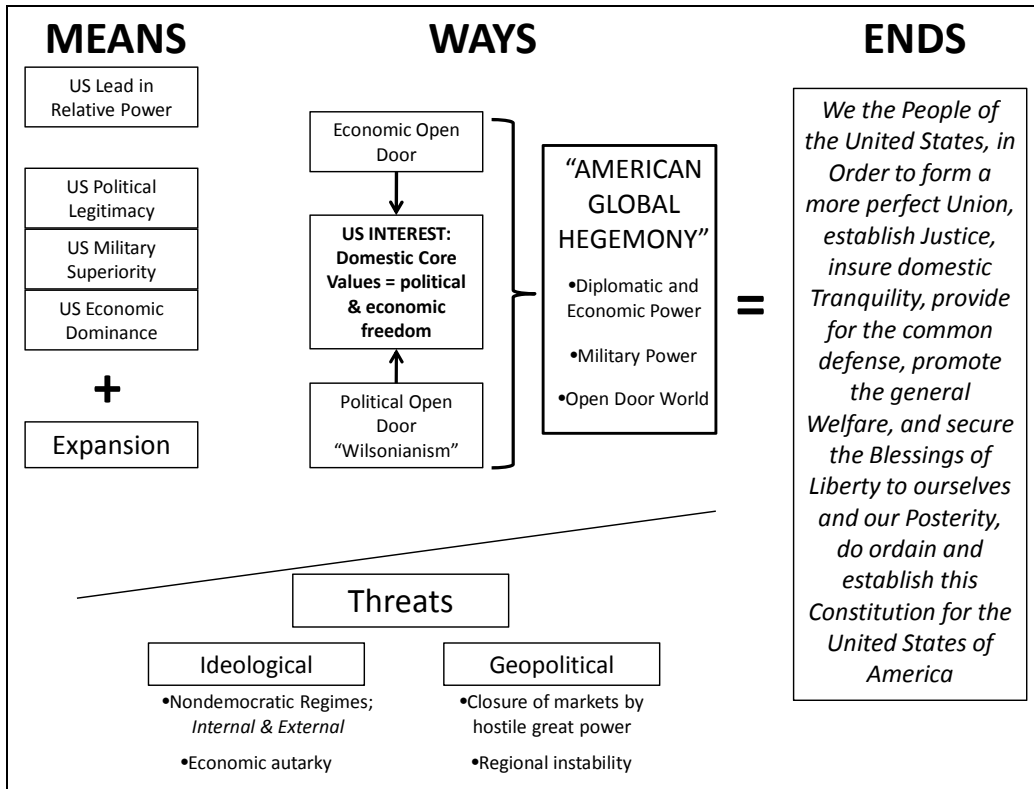 MEANS
US Lead in
Relative Power
US Political
Legitimacy
US Military
Superiority
US Economic
Dominance
+
Expansion
WAYS
Economic Open
Door
US INTEREST:
Domestic Core
Values = political
& economic
freedom
Political Open
Door
“Wilsonianism”
“AMERICAN
GLOBAL
HEGEMONY”
•Diplomatic and
Economic Power
•Military Power
•Open Door World
=
ENDS
We the People of
the United States, in
Order to form a
more perfect Union,
establish Justice,
insure domestic
Tranquility, provide
for the common
defense, promote
the general
Welfare, and secure
the Blessings of
Liberty to ourselves
and our Posterity,
do ordain and
establish this
Constitution for the
United States of
America
Threats
Ideological
•Nondemocratic Regimes;
Internal & External
•Economic autarky
Geopolitical
•Closure of markets by
hostile great power
•Regional instability